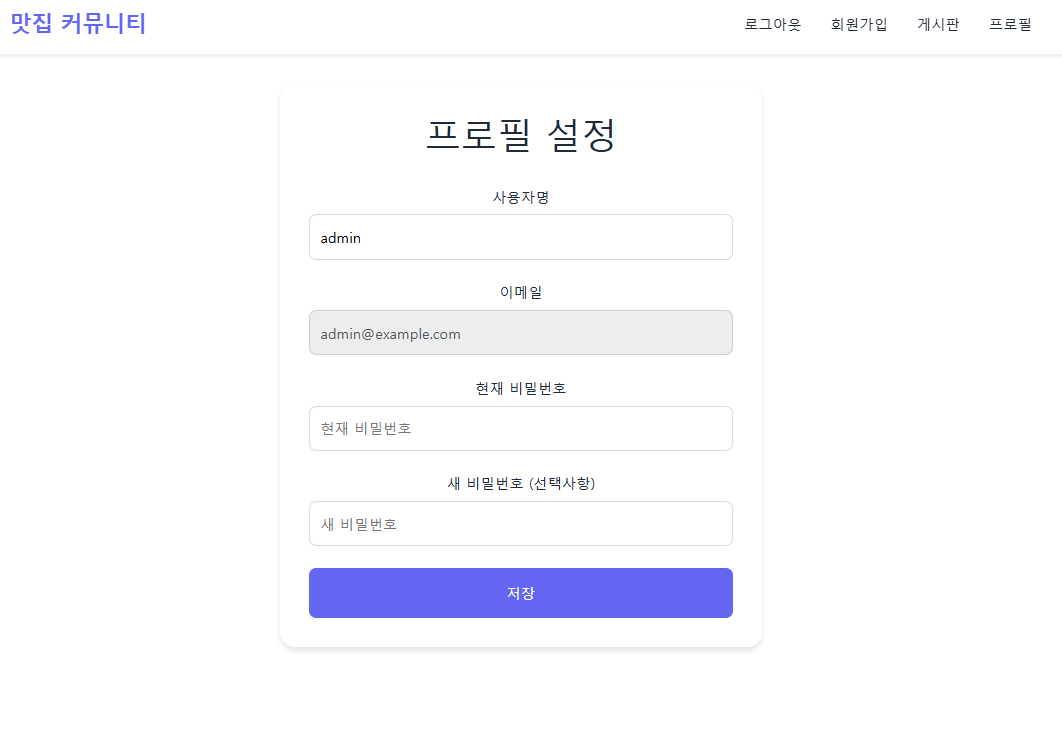 맛집 커뮤니티
로그아웃 회원가입 게시판 프로필
프로필 설정
사용자명
admin
이메일
admin@example.com
현재 비밀번호
현재 비밀번호
새 비밀번호 (선택사항)
새 비밀번호
저장